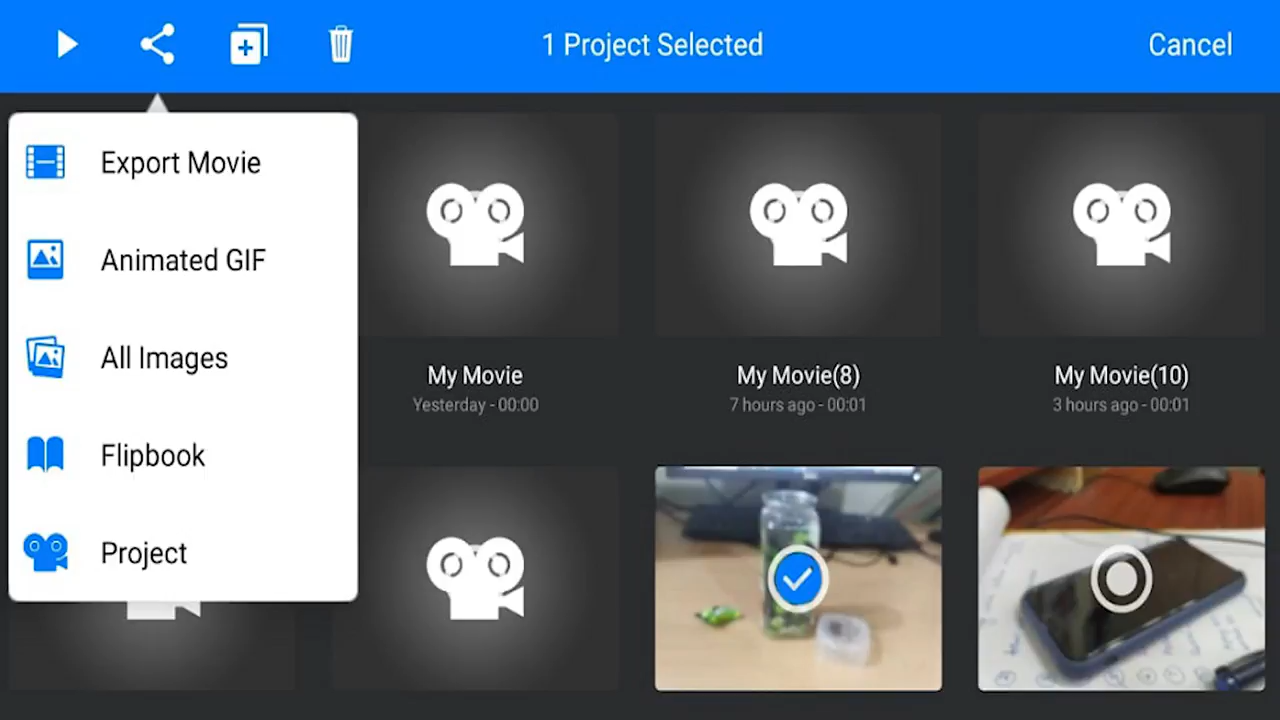 1 Project Selected
Cancel
Export Movie
Animated GIF
All Images
Flipbook
Project
My Movie
Yesterday - 00:00
My Movie(8)
7 hours ago - 00:01
My Movie(10)
3 hours ago - 00:01